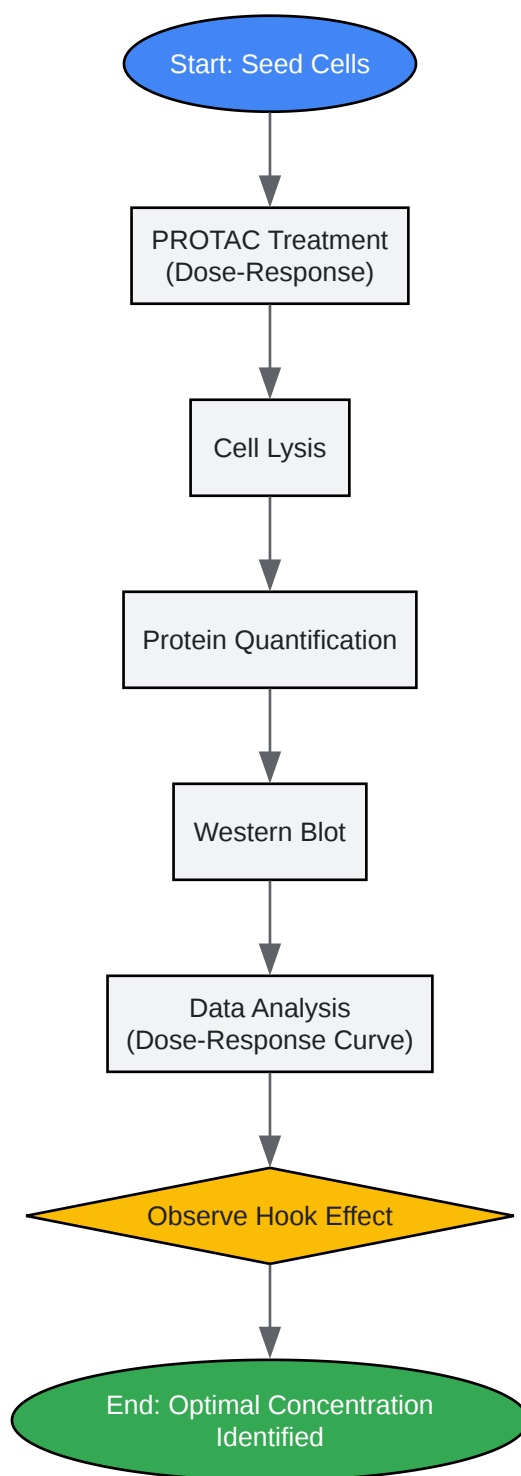 Start: Seed Cells
PROTAC Treatment
(Dose-Response)
Cell Lysis
Protein Quantification
Western Blot
Data Analysis
(Dose-Response Curve)
Observe Hook Effect
End: Optimal Concentration
Identified